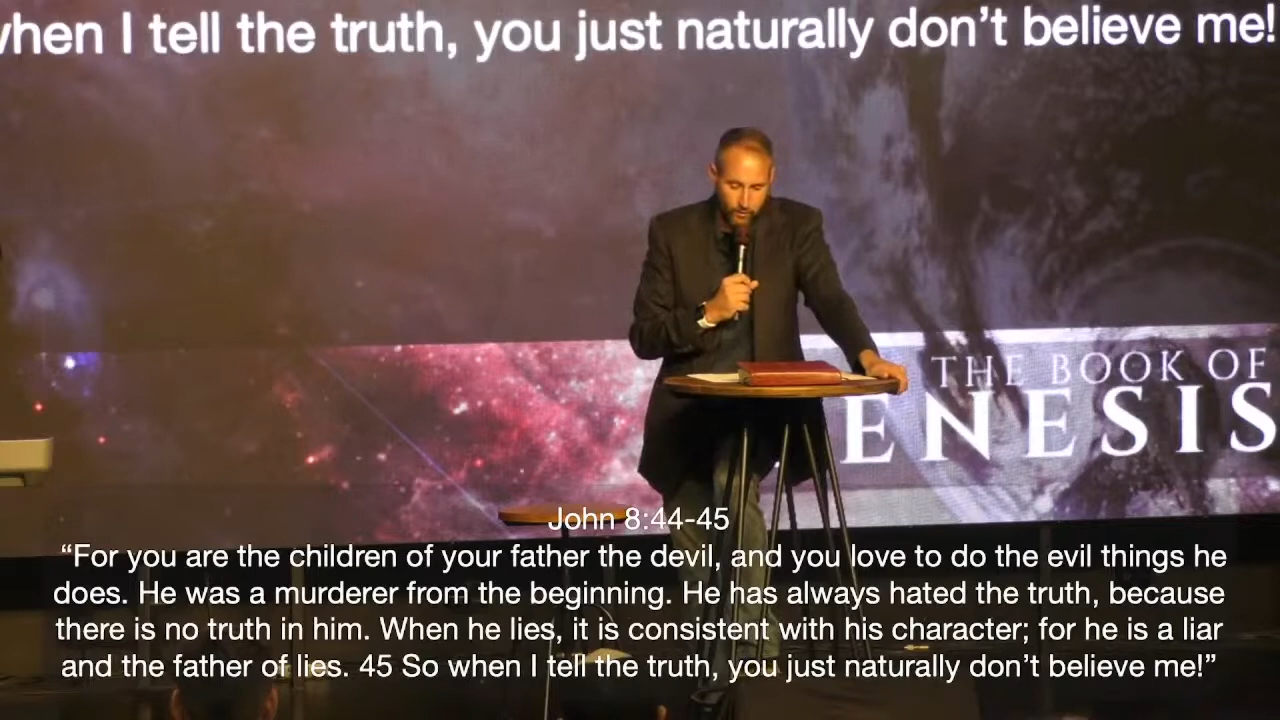 when I tell the truth, you just naturally don't believe me!
THE BOOK OF
ENESIS
John 8:44-45
“For you are the children of your father the devil, and you love to do the evil things he
does. He was a murderer from the beginning. He has always hated the truth, because
there is no truth in him. When he lies, it is consistent with his character; for he is a liar
and the father of lies. 45 So when I tell the truth, you just naturally don’t believe me!”